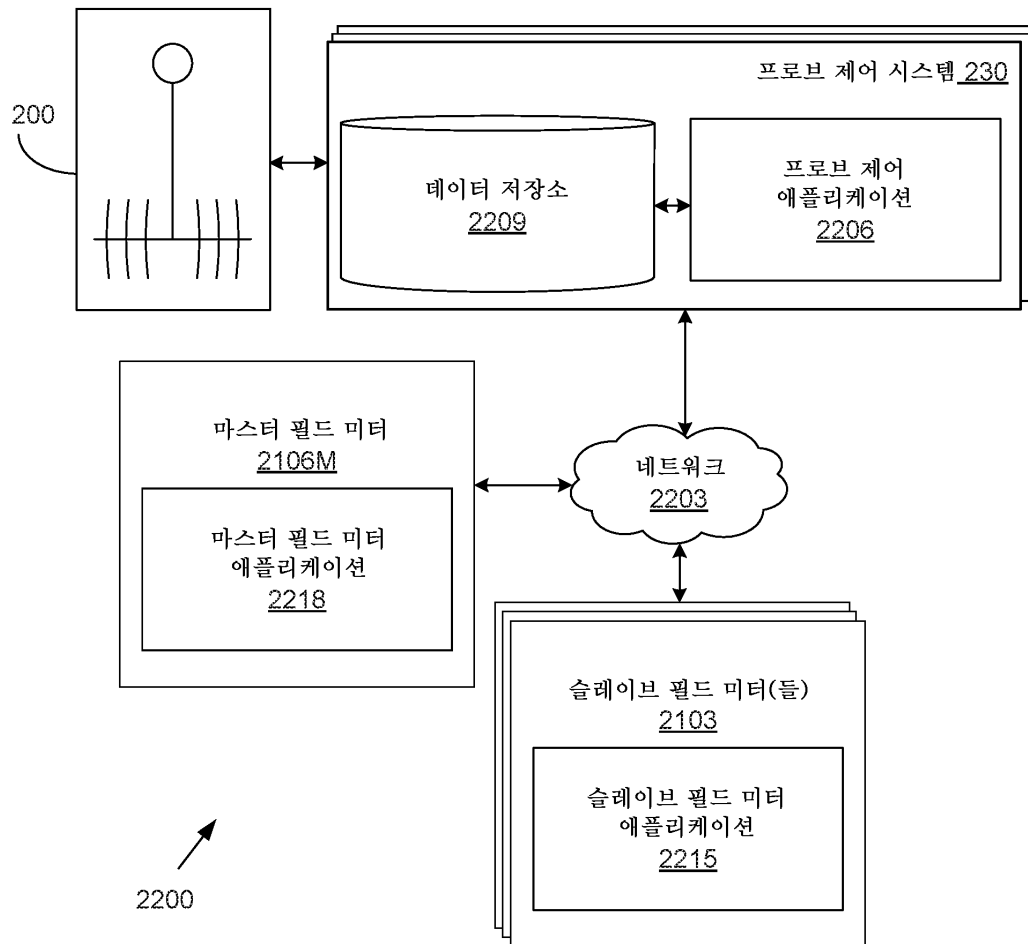 프로브 제어 시스템 230
200
데이터 저장소
2209
프로브 제어
애플리케이션
2206
마스터 필드 미터
2106M
마스터 필드 미터
애플리케이션
2218
네트워크
2203
슬레이브 필드 미터(들)
2103
슬레이브 필드 미터
애플리케이션
2215
2200